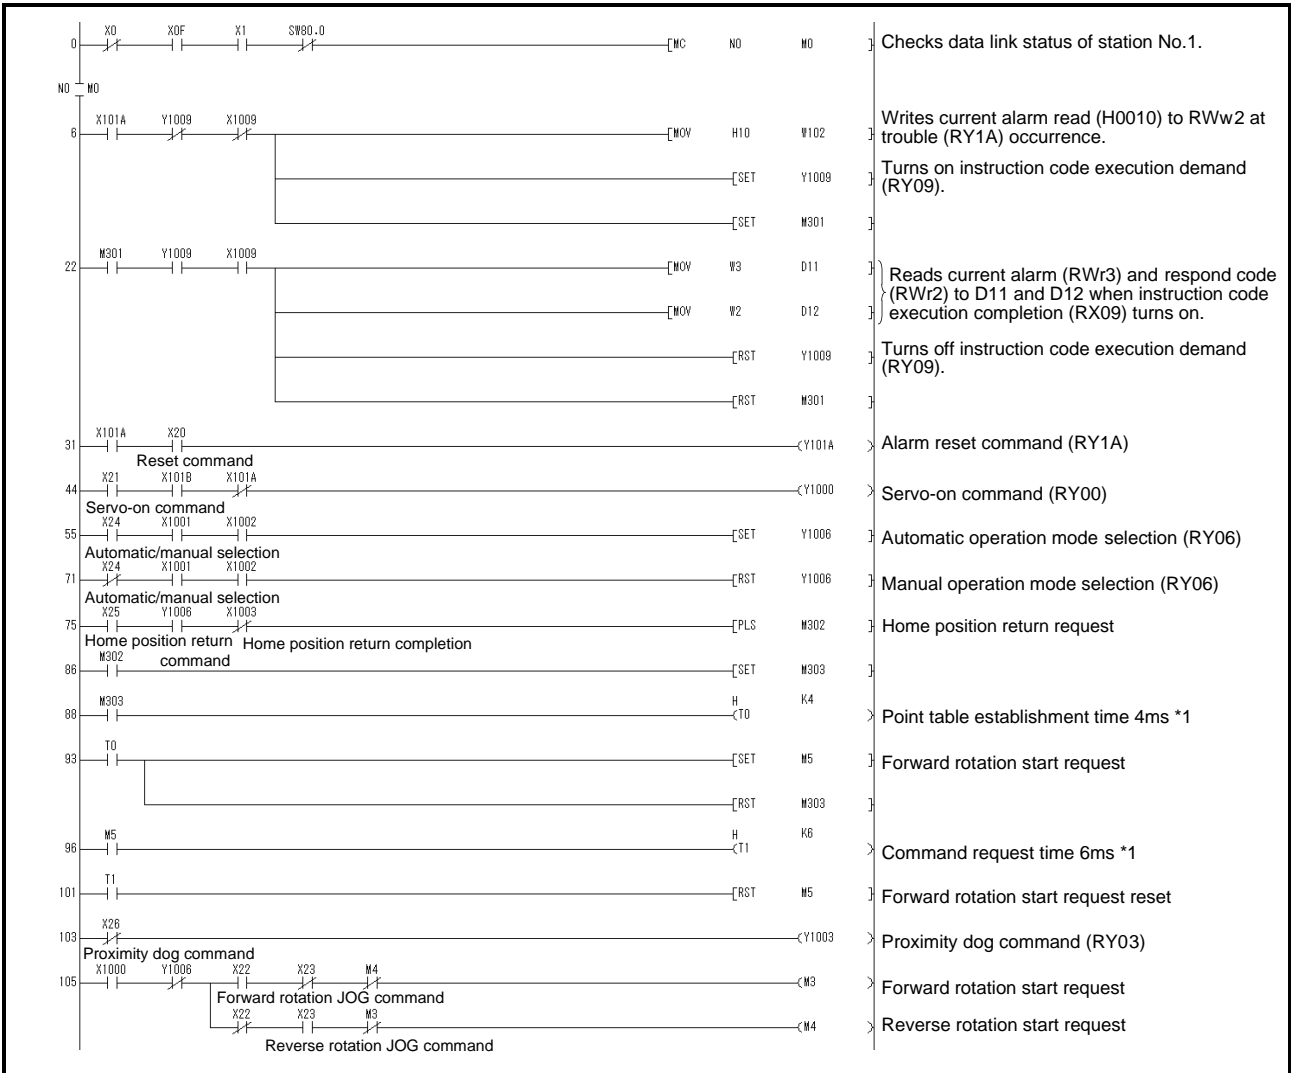 X0 X0F X1 SW80.0
0 [MC N0 M0 ] Checks data link status of station No.1.
N0 M0
X101A Y1009 X1009
6 [MOV H10 W102 ] Writes current alarm read (H0010) to RWw2 at
trouble (RY1A) occurrence.
[SET Y1009 ] Turns on instruction code execution demand
(RY09).
[SET M301 ]
M301 Y1009 X1009
22 [MOV W3 D11 ] Reads current alarm (RWr3) and respond code
[MOV W2 D12 ] (RWr2) to D11 and D12 when instruction code
execution completion (RX09) turns on.
[RST Y1009 ] Turns off instruction code execution demand
(RY09).
[RST M301 ]
X101A X20
31 (Y101A ) Alarm reset command (RY1A)
Reset command
X21 X101B X101A
44 (Y1000 ) Servo-on command (RY00)
Servo-on command
X24 X1001 X1002
55 [SET Y1006 ] Automatic operation mode selection (RY06)
Automatic/manual selection
X24 X1001 X1002
71 [RST Y1006 ] Manual operation mode selection (RY06)
Automatic/manual selection
X25 Y1006 X1003
75 [PLS M302 ] Home position return request
Home position return command Home position return completion
M302
86 [SET M303 ]
M303 H K4
88 (T0 ) Point table establishment time 4ms *1
T0
93 [SET M5 ] Forward rotation start request
[RST M303 ]
M5 H K6
96 (T1 ) Command request time 6ms *1
T1
101 [RST M5 ] Forward rotation start request reset
X26
103 (Y1003 ) Proximity dog command (RY03)
Proximity dog command
X1000 Y1006 X22 X23 M4
105 (M3 ) Forward rotation start request
Forward rotation JOG command
X22 X23 M3
(M4 ) Reverse rotation start request
Reverse rotation JOG command